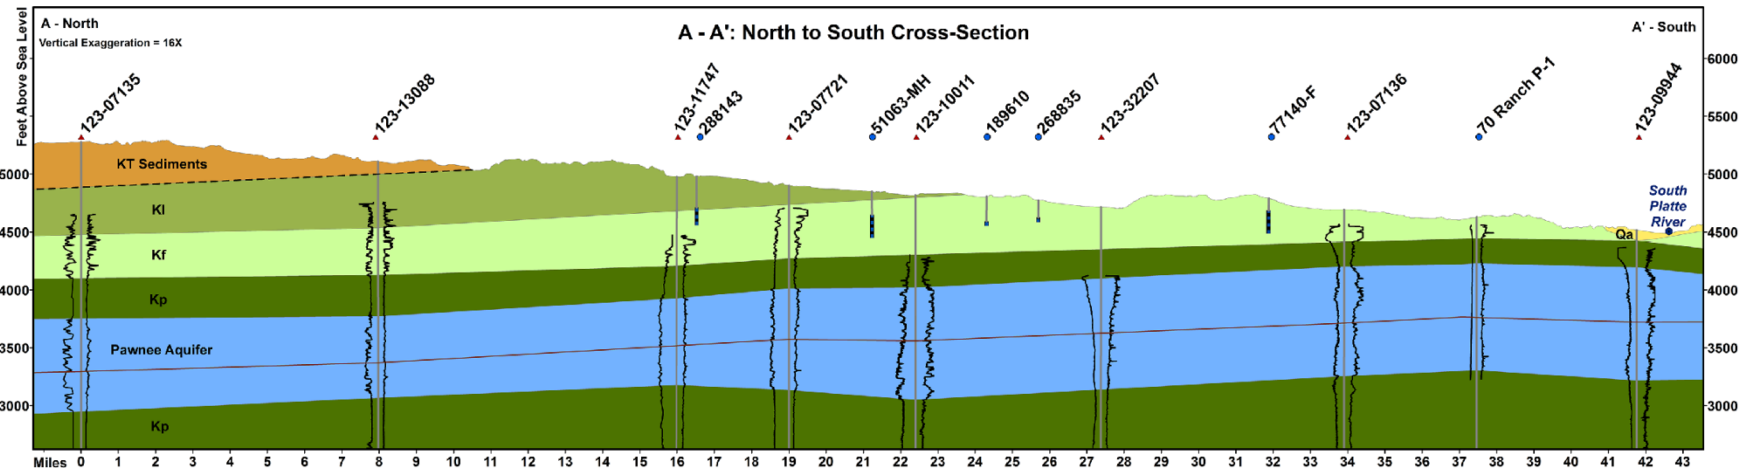 A - North
A' - South
Vertical Exaggeration = 16X
A - A': North to South Cross-Section
Feet Above Sea Level
123-07135
123-13088
123-11747
288143
123-07721
51063-MH
123-10011
189610
268835
123-32207
77140-F
123-07136
70 Ranch P-1
123-09944
6000
5500
5000
4500
4000
3500
3000
6000
5500
5000
4500
4000
3500
3000
KT Sediments
Kl
Kf
Kp
Pawnee Aquifer
Kp
South
Platte
River
Qa
Miles 0 1 2 3 4 5 6 7 8 9 10 11 12 13 14 15 16 17 18 19 20 21 22 23 24 25 26 27 28 29 30 31 32 33 34 35 36 37 38 39 40 41 42 43